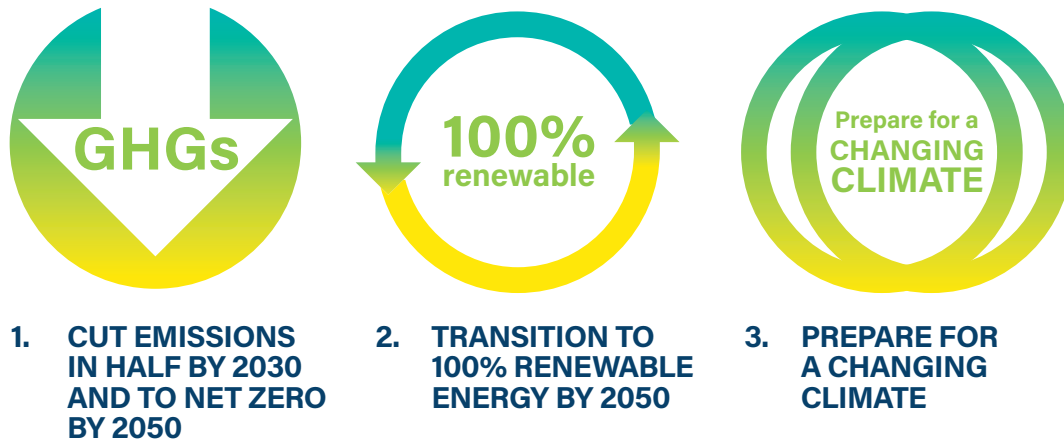 GHGs
100%
renewable
Prepare for a
CHANGING
CLIMATE
1. CUT EMISSIONS
IN HALF BY 2030
AND TO NET ZERO
BY 2050
2. TRANSITION TO
100% RENEWABLE
ENERGY BY 2050
3. PREPARE FOR
A CHANGING
CLIMATE